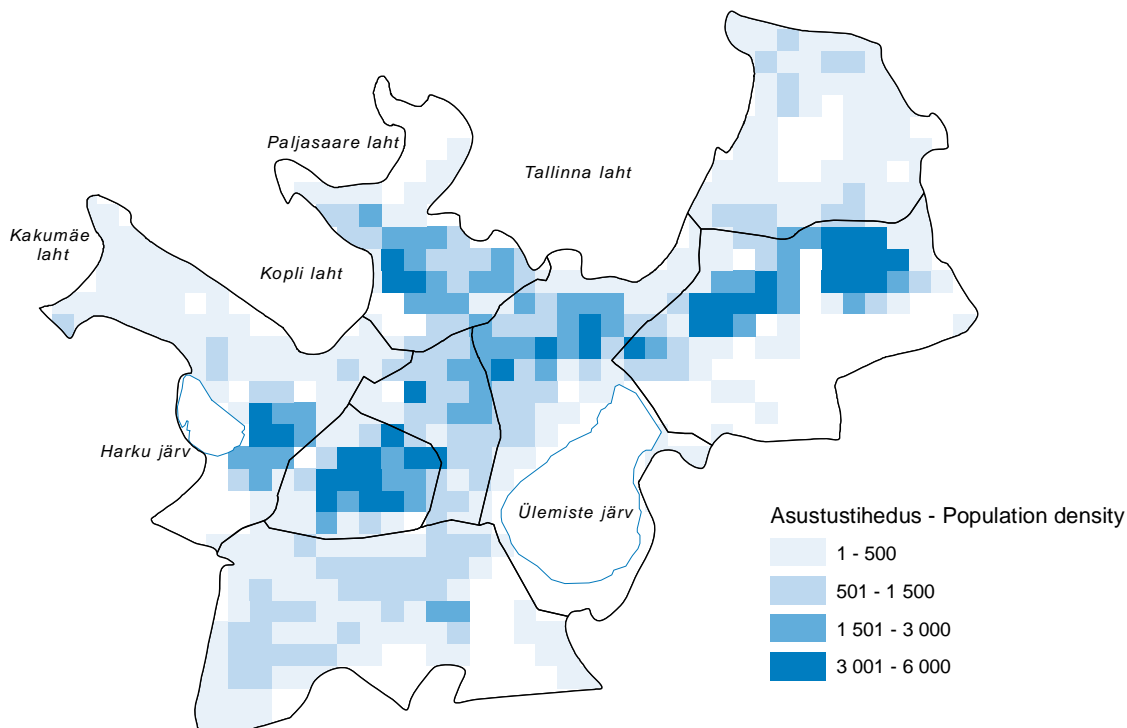 Paljasaare laht
Tallinna laht
Kakumäe
laht
Kopli laht
Harku järv
Ülemiste järv
Asustustihedus - Population density
1 - 500
501 - 1 500
1 501 - 3 000
3 001 - 6 000